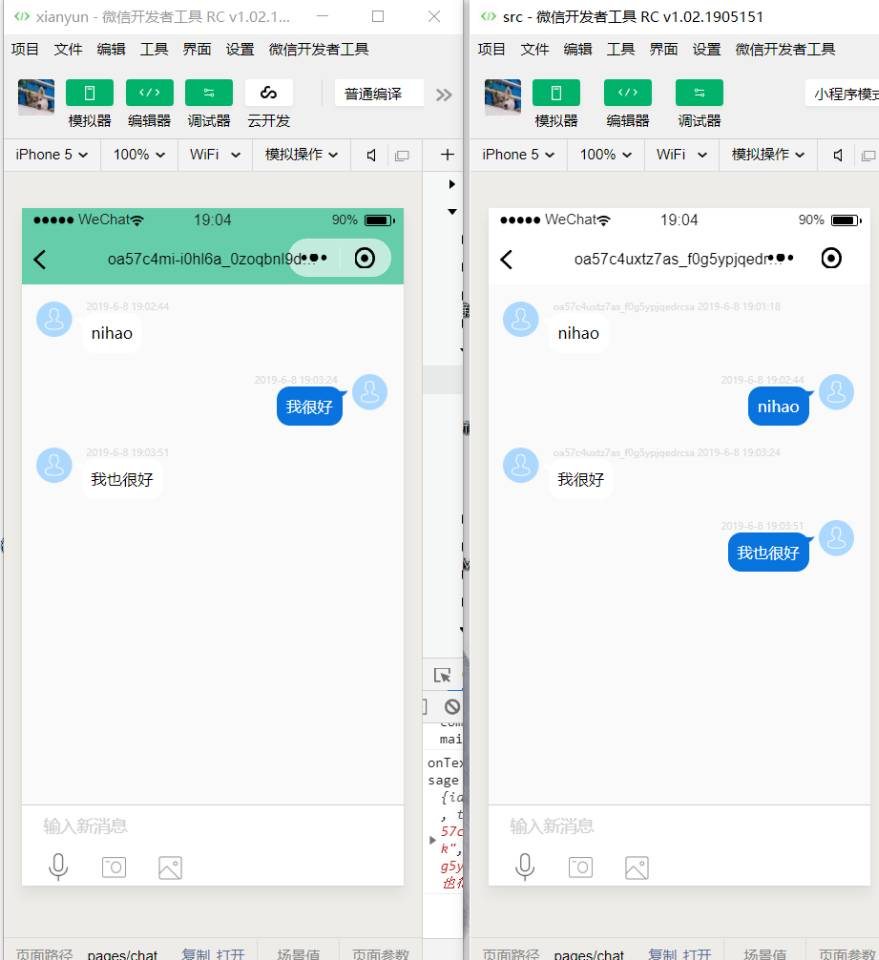 xianyun - 微信开发者工具 RC v1.02.1...
项目 文件 编辑 工具 界面 设置 微信开发者工具
普通编译
模拟器 编辑器 调试器 云开发
iPhone 5 100% WiFi 模拟操作
WeChat 19:04 90%
oa57c4mi-i0hl6a_0zoqbnl9d...
2019-6-8 19:02:44
nihao
2019-6-8 19:03:24
我很好
2019-6-8 19:03:51
我也很好
输入新消息
mai
onTex
sage
{id
, t
57c
k",
g5y
页面路径 pages/chat 复制 打开 场景值 页面参数
src - 微信开发者工具 RC v1.02.1905151
项目 文件 编辑 工具 界面 设置 微信开发者工具
小程序模式
模拟器 编辑器 调试器
iPhone 5 100% WiFi 模拟操作
WeChat 19:04 90%
oa57c4uxtz7as_f0g5ypjqedr...
oa57c4uxtz7as_f0g5ypjqedrcsa 2019-6-8 19:01:18
nihao
2019-6-8 19:02:44
nihao
oa57c4uxtz7as_f0g5ypjqedrcsa 2019-6-8 19:03:24
我很好
2019-6-8 19:03:51
我也很好
输入新消息
页面路径 pages/chat 复制 打开 场景值 页面参数